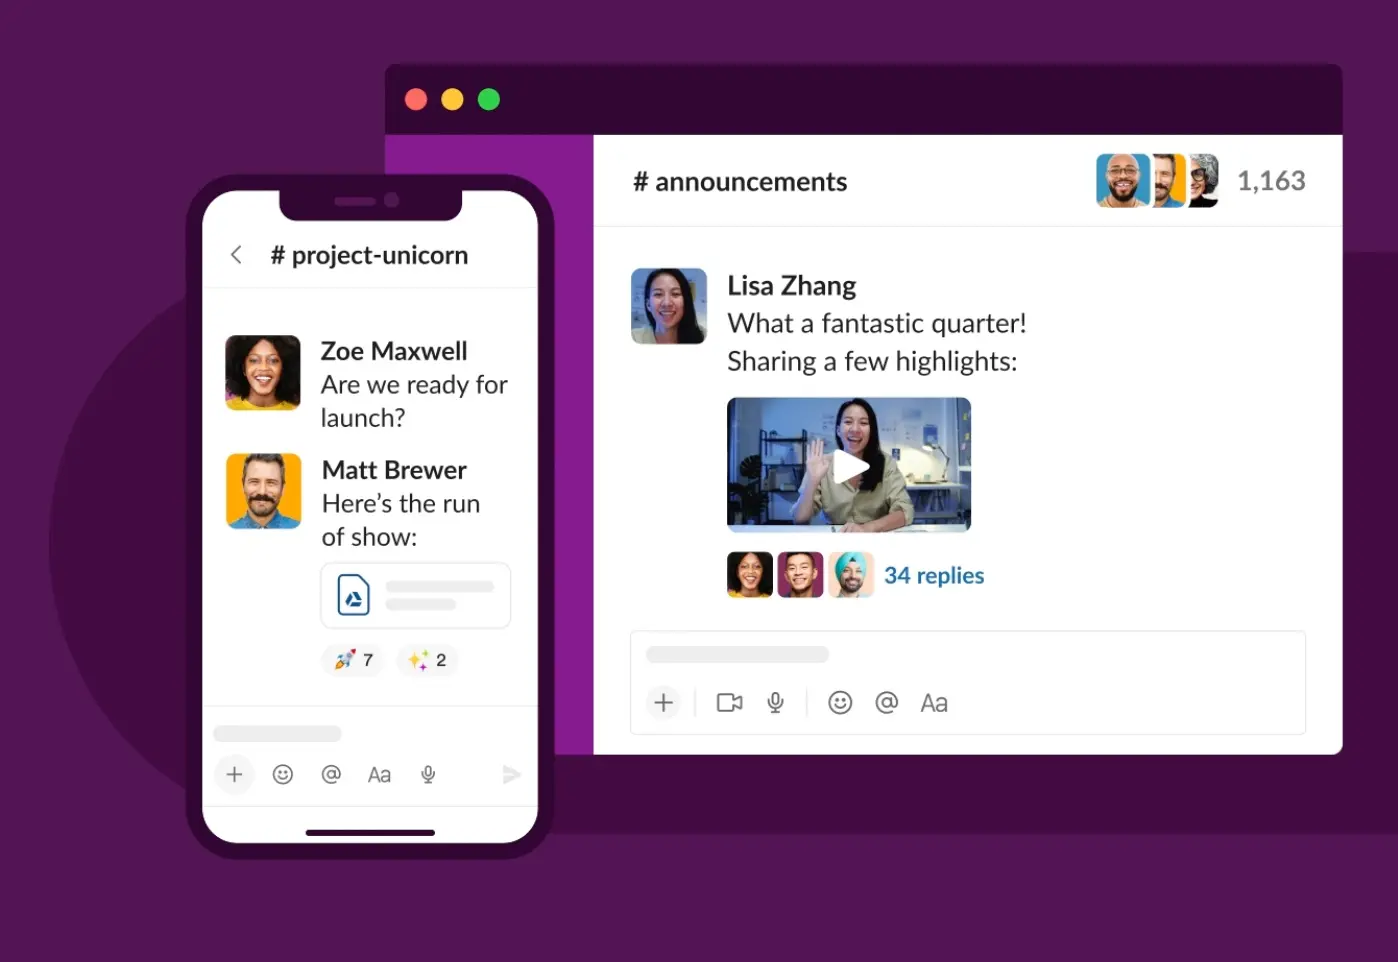 # project-unicorn
Zoe Maxwell
Are we ready for
launch?
Matt Brewer
Here’s the run
of show:
7
2
@
Aa
# announcements
1,163
Lisa Zhang
What a fantastic quarter!
Sharing a few highlights:
34 replies
@
Aa